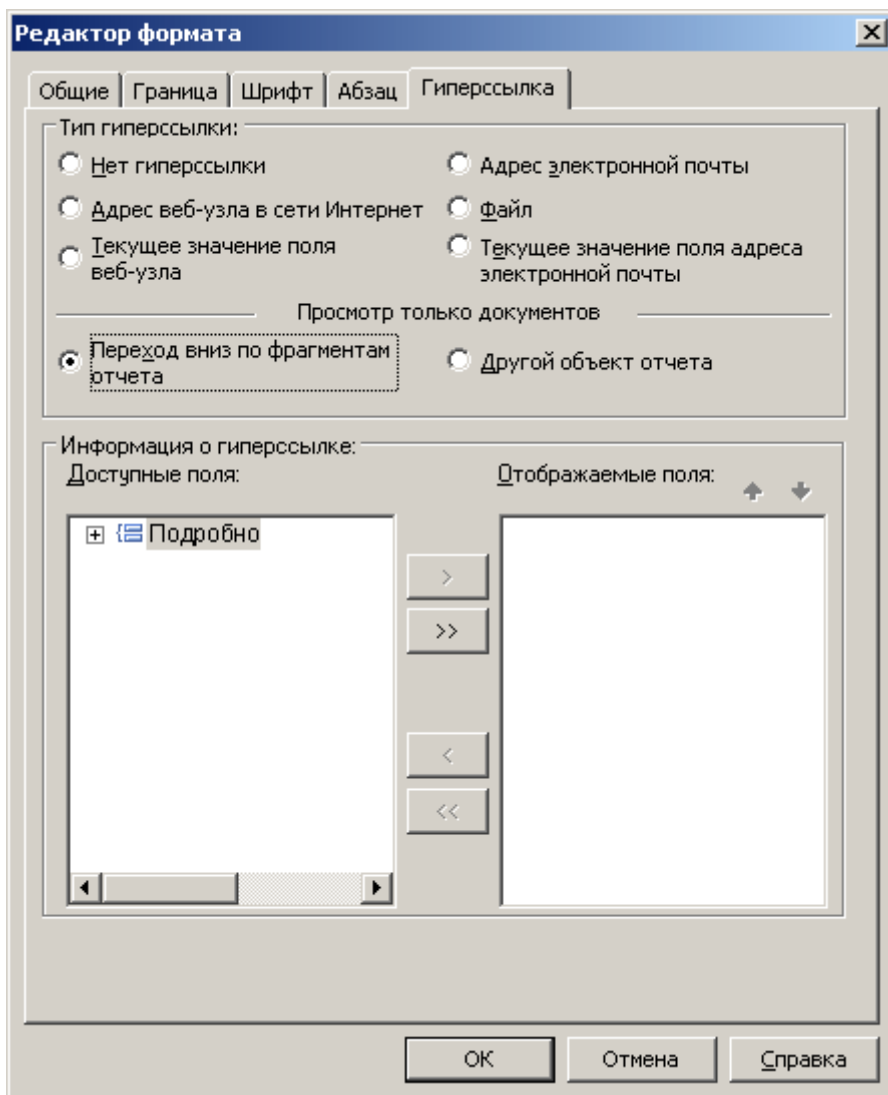 Редактор формата
Общие Граница Шрифт Абзац Гиперссылка
Тип гиперссылки:
Нет гиперссылки
Адрес электронной почты
Адрес веб-узла в сети Интернет
Файл
Текущее значение поля
веб-узла
Текущее значение поля адреса
электронной почты
Просмотр только документов
Переход вниз по фрагментам
отчета
Другой объект отчета
Информация о гиперссылке:
Доступные поля:
Отображаемые поля:
Подробно
>
>>
<
<<
ОК Отмена Справка